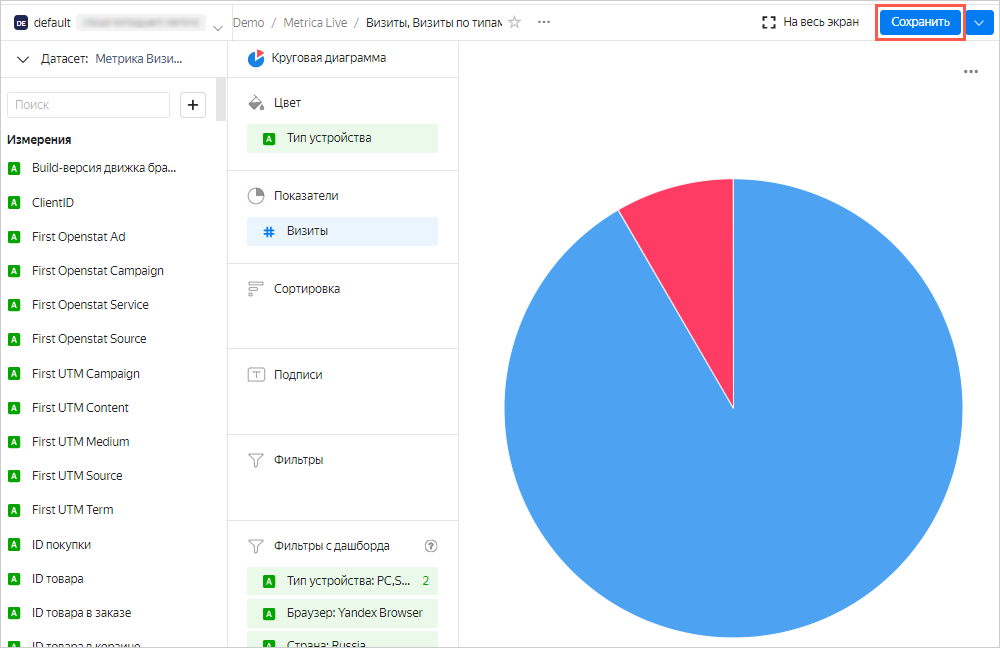 DE default
Demo / Metrica Live / Визиты, Визиты по типам
На весь экран
Сохранить
Датасет: Метрика Визи...
Поиск
+
Измерения
A Build-версия движка бра...
A ClientID
A First Openstat Ad
A First Openstat Campaign
A First Openstat Service
A First Openstat Source
A First UTM Campaign
A First UTM Content
A First UTM Medium
A First UTM Source
A First UTM Term
A ID покупки
A ID товара
A ID товара в заказе
A ID товара в корзине
Круговая диаграмма
Цвет
A Тип устройства
Показатели
# Визиты
Сортировка
T Подписи
Фильтры
Фильтры с дашборда ?
A Тип устройства: PC,S... 2
A Браузер: Yandex Browser
A Страна: Russia